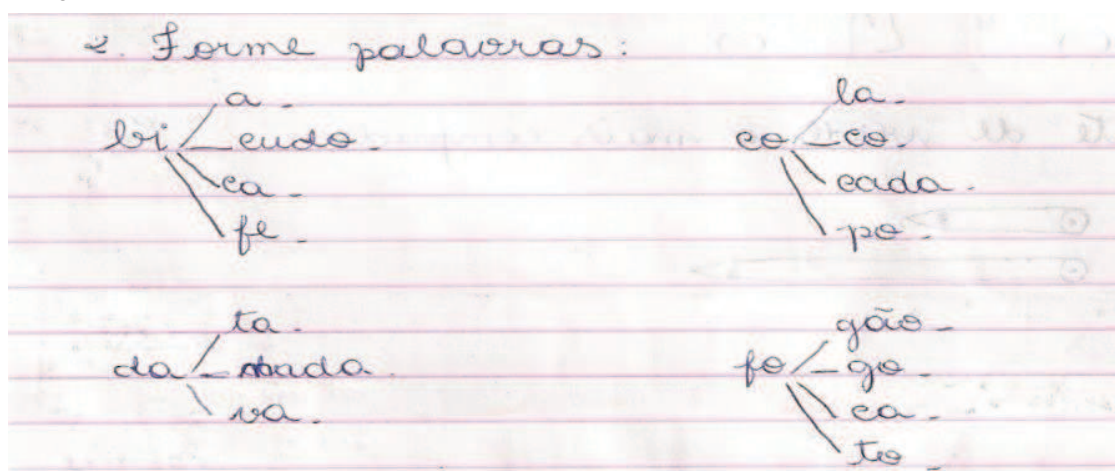 2. Forme palavras:
a -
bi - cudo -
ca -
fe -
la -
co - co -
cada -
po -
ta -
da -
va -
gão -
fo - go -
ca -
to -